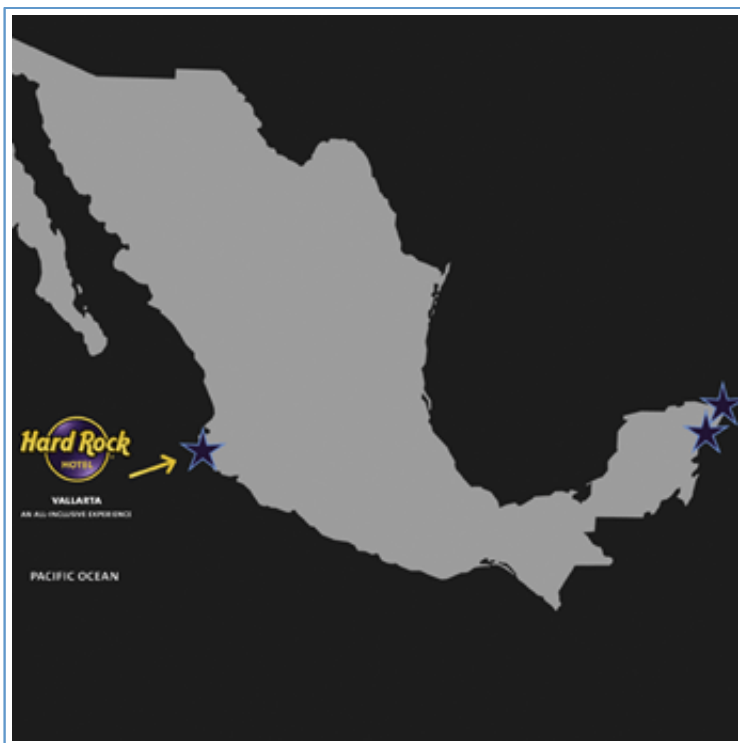 Hard Rock
HOTEL
VALLARTA
AN ALL-INCLUSIVE EXPERIENCE
PACIFIC OCEAN